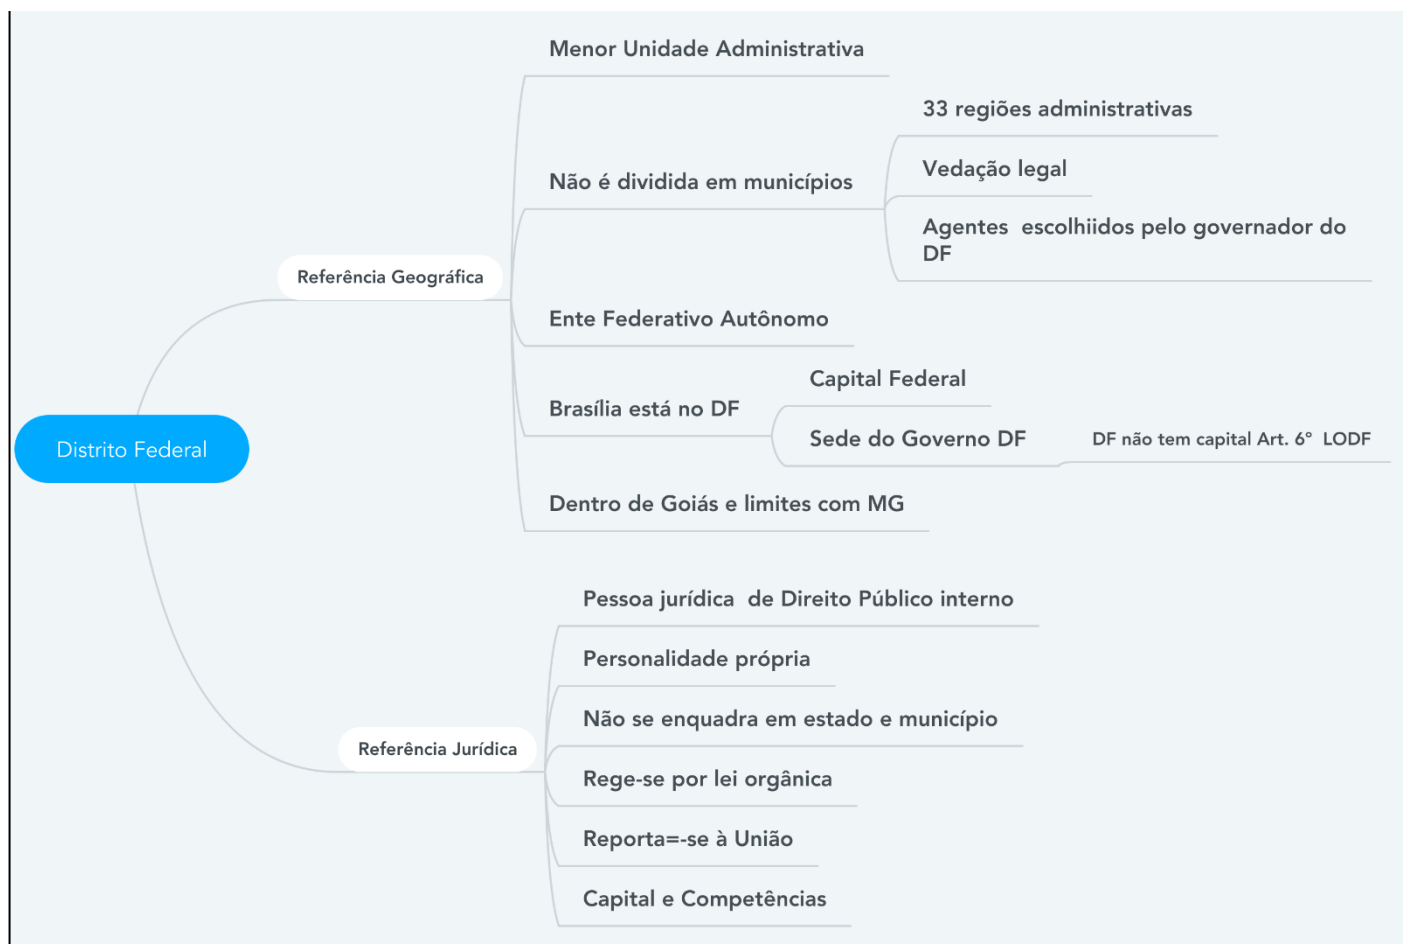 Distrito Federal
Referência Geográfica
Menor Unidade Administrativa
Não é dividida em municípios
33 regiões administrativas
Vedação legal
Agentes  escolhiidos pelo governador do
DF
Ente Federativo Autônomo
Brasília está no DF
Capital Federal
Sede do Governo DF
DF não tem capital Art. 6º  LODF
Dentro de Goiás e limites com MG
Referência Jurídica
Pessoa jurídica  de Direito Público interno
Personalidade própria
Não se enquadra em estado e município
Rege-se por lei orgânica
Reporta=-se à União
Capital e Competências